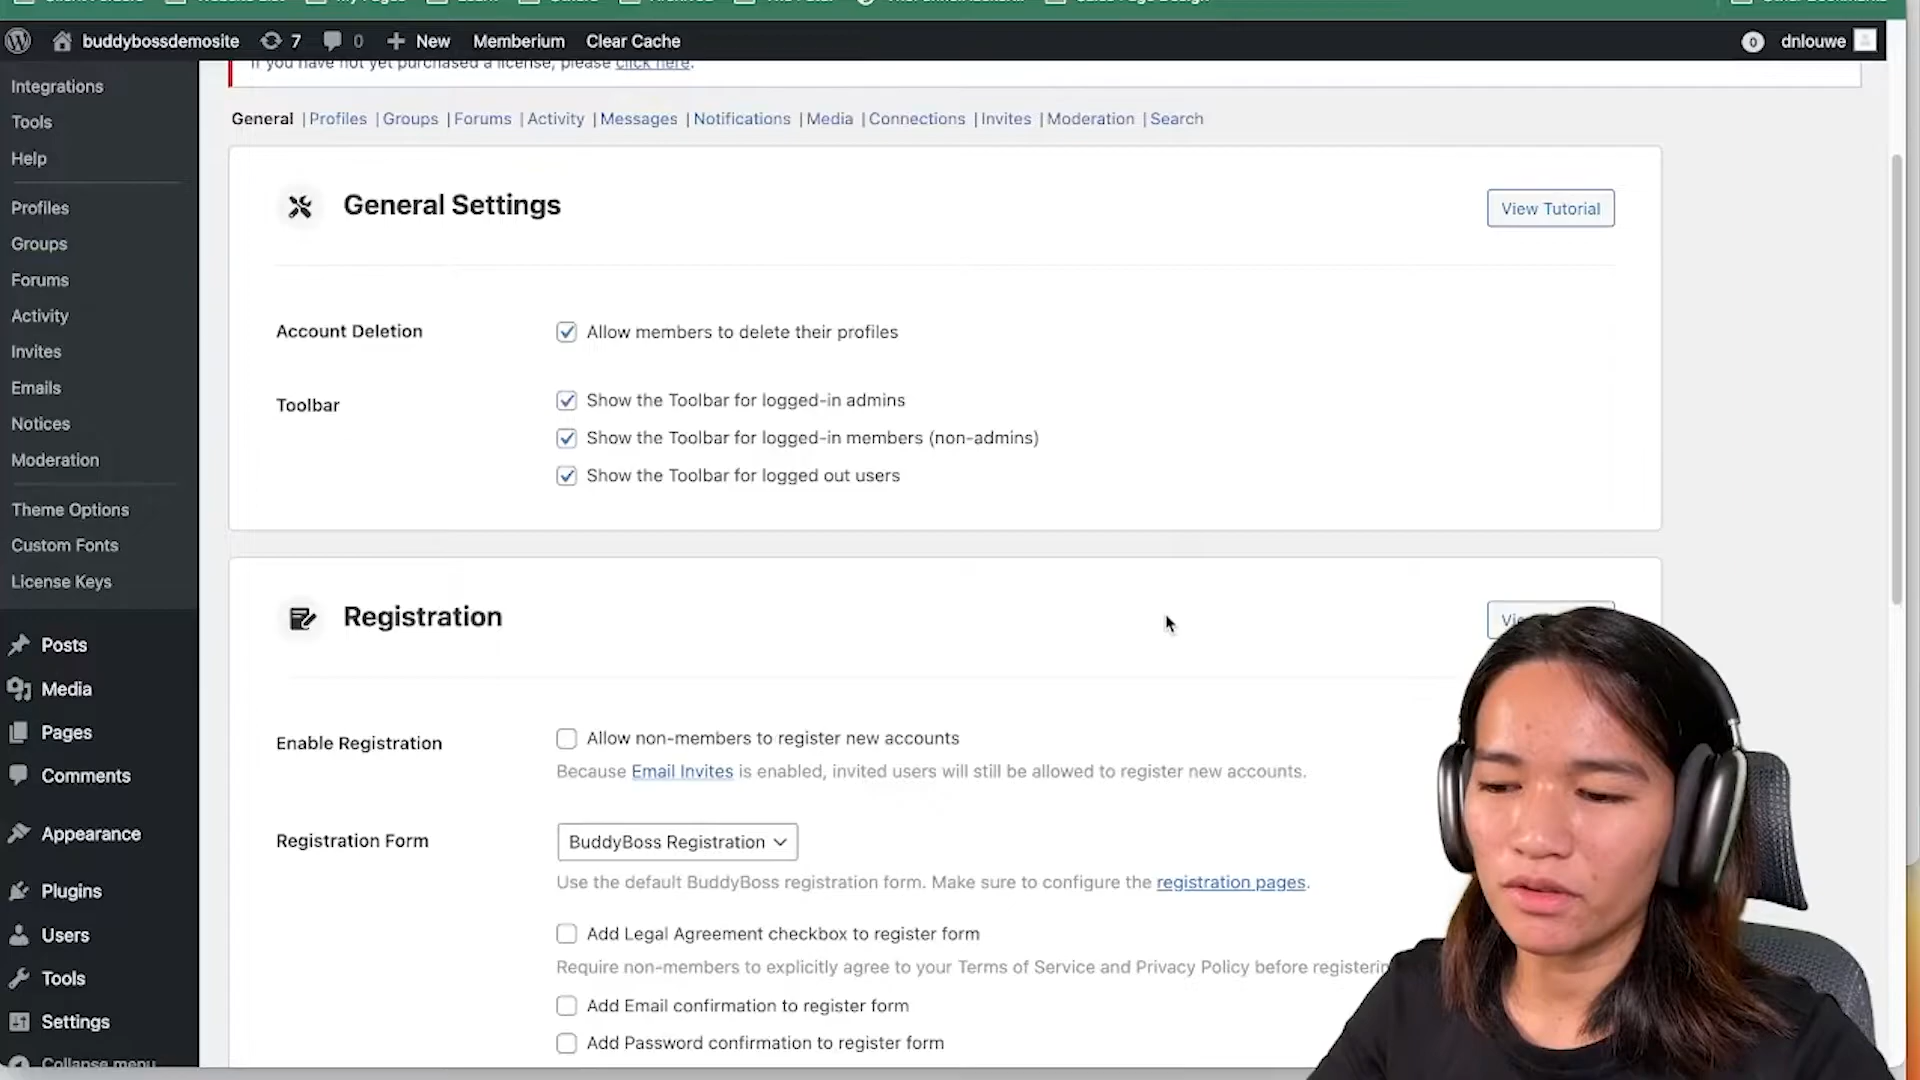 buddybossdemosite 7 0 New Memberium Clear Cache 0 dnlouwe
If you have not yet purchased a license, please click here.
Integrations
Tools
Help
Profiles
Groups
Forums
Activity
Invites
Emails
Notices
Moderation
Theme Options
Custom Fonts
License Keys
Posts
Media
Pages
Comments
Appearance
Plugins
Users
Tools
Settings
Collapse menu
General | Profiles | Groups | Forums | Activity | Messages | Notifications | Media | Connections | Invites | Moderation | Search
General Settings
View Tutorial
Account Deletion
Allow members to delete their profiles
Toolbar
Show the Toolbar for logged-in admins
Show the Toolbar for logged-in members (non-admins)
Show the Toolbar for logged out users
Registration
Enable Registration
Allow non-members to register new accounts
Because Email Invites is enabled, invited users will still be allowed to register new accounts.
Registration Form
BuddyBoss Registration
Use the default BuddyBoss registration form. Make sure to configure the registration pages.
Add Legal Agreement checkbox to register form
Require non-members to explicitly agree to your Terms of Service and Privacy Policy before
Add Email confirmation to register form
Add Password confirmation to register form